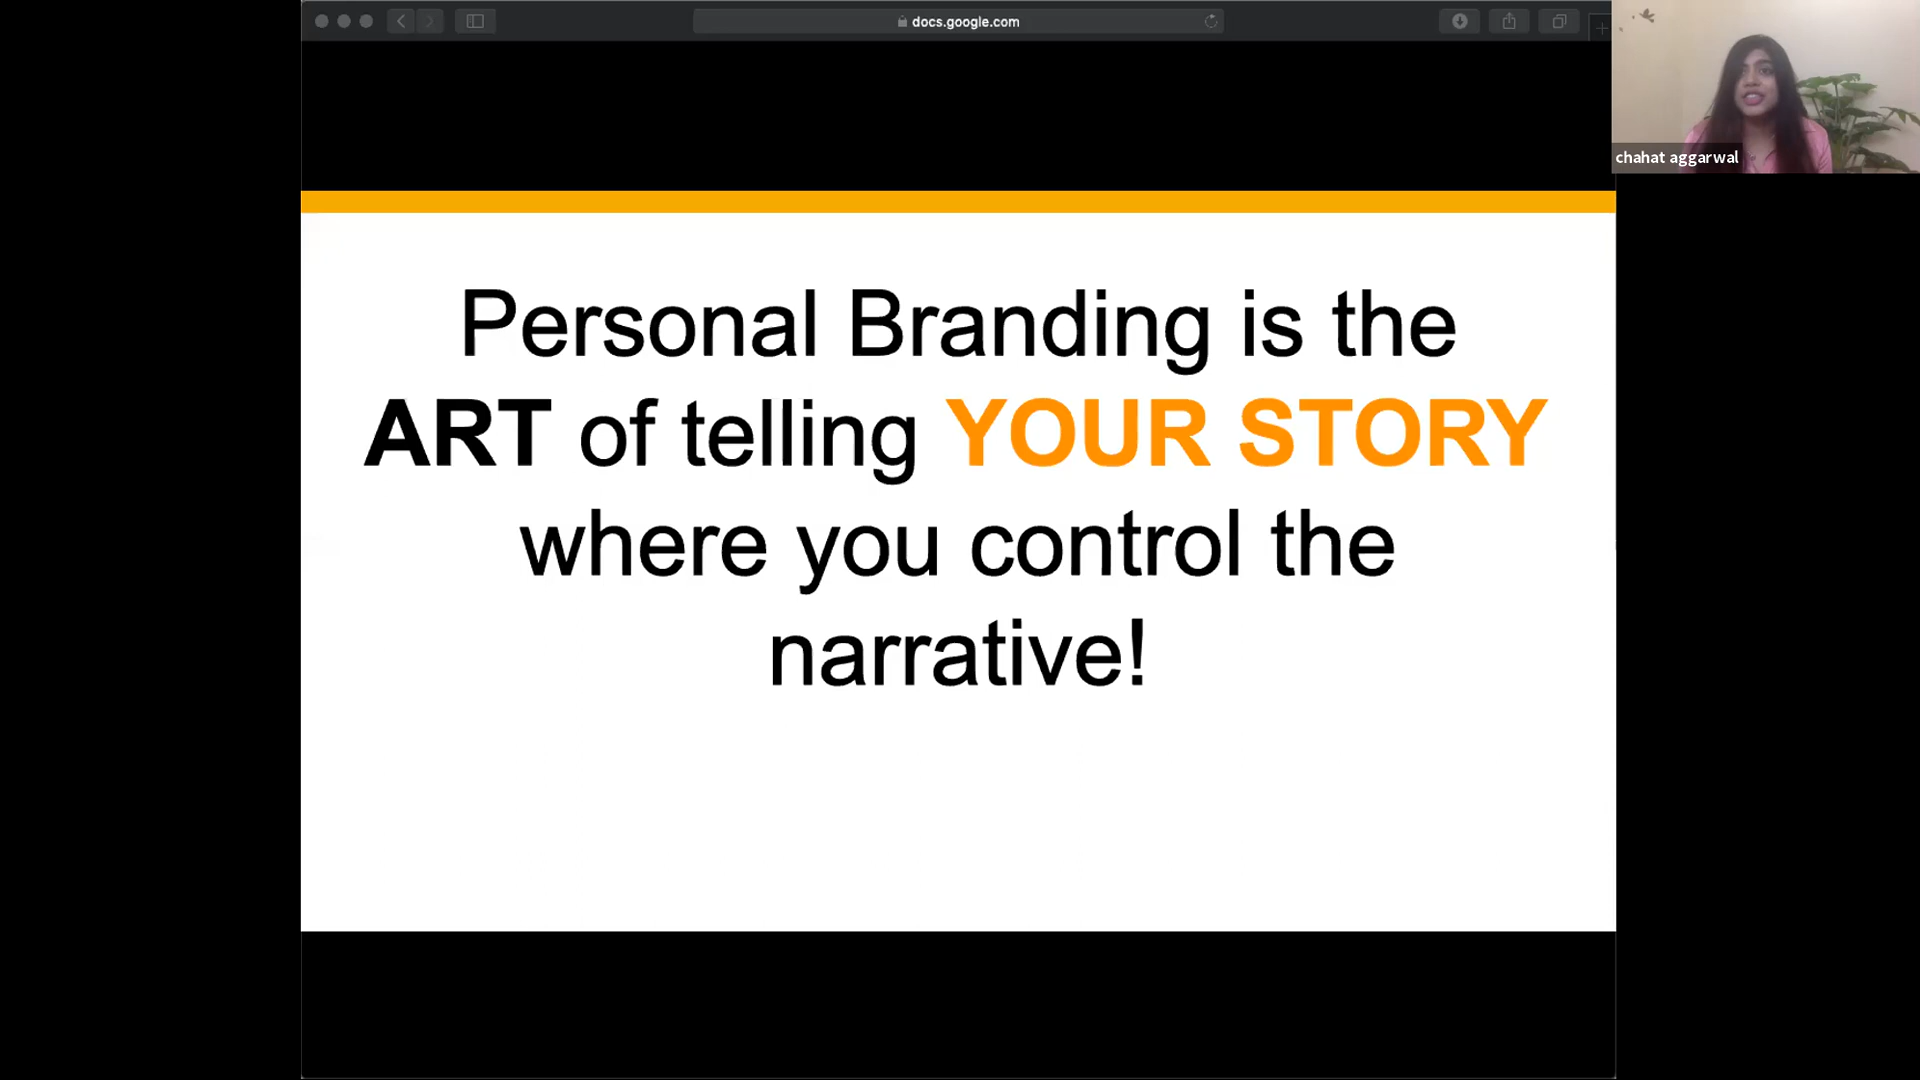 docs.google.com
chahat aggarwal
Personal Branding is the
ART of telling YOUR STORY
where you control the
narrative!